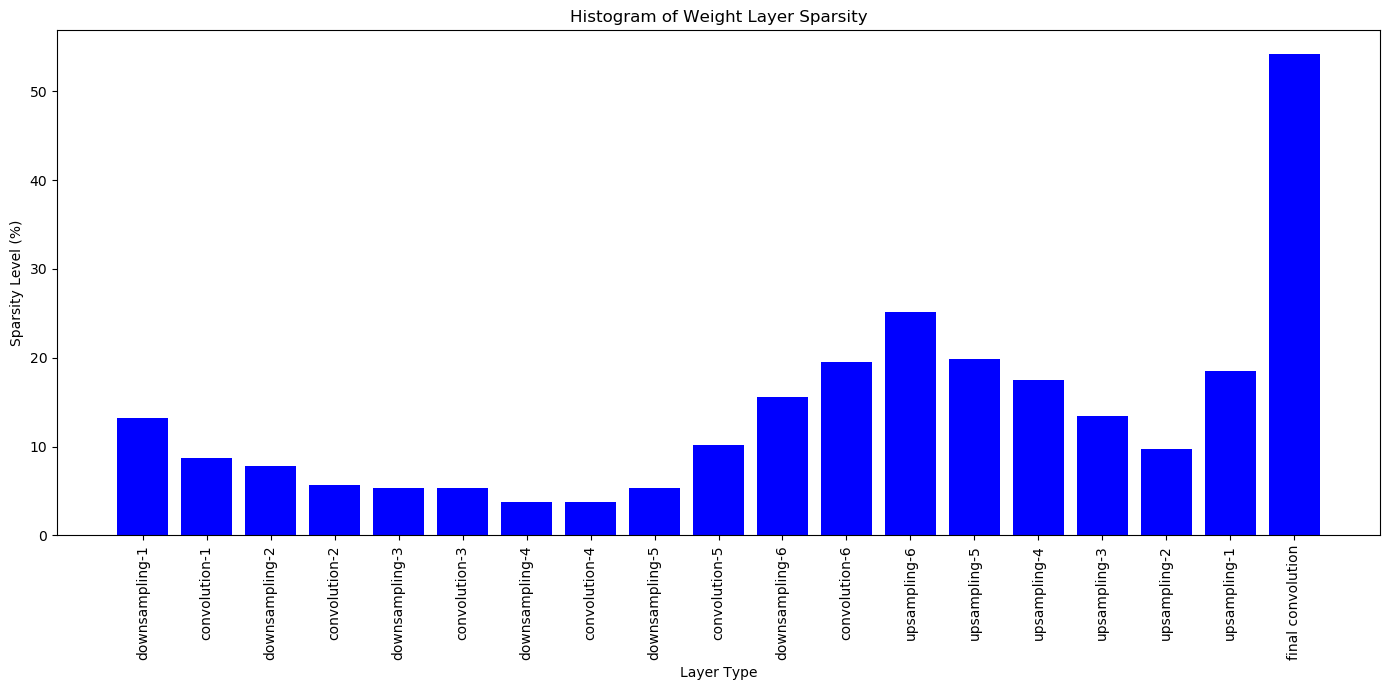 Histogram of Weight Layer Sparsity
Sparsity Level (%)
50
40
30
20
10
0
downsampling-1
convolution-1
downsampling-2
convolution-2
downsampling-3
convolution-3
downsampling-4
convolution-4
downsampling-5
convolution-5
downsampling-6
convolution-6
upsampling-6
upsampling-5
upsampling-4
upsampling-3
upsampling-2
upsampling-1
final convolution
Layer Type